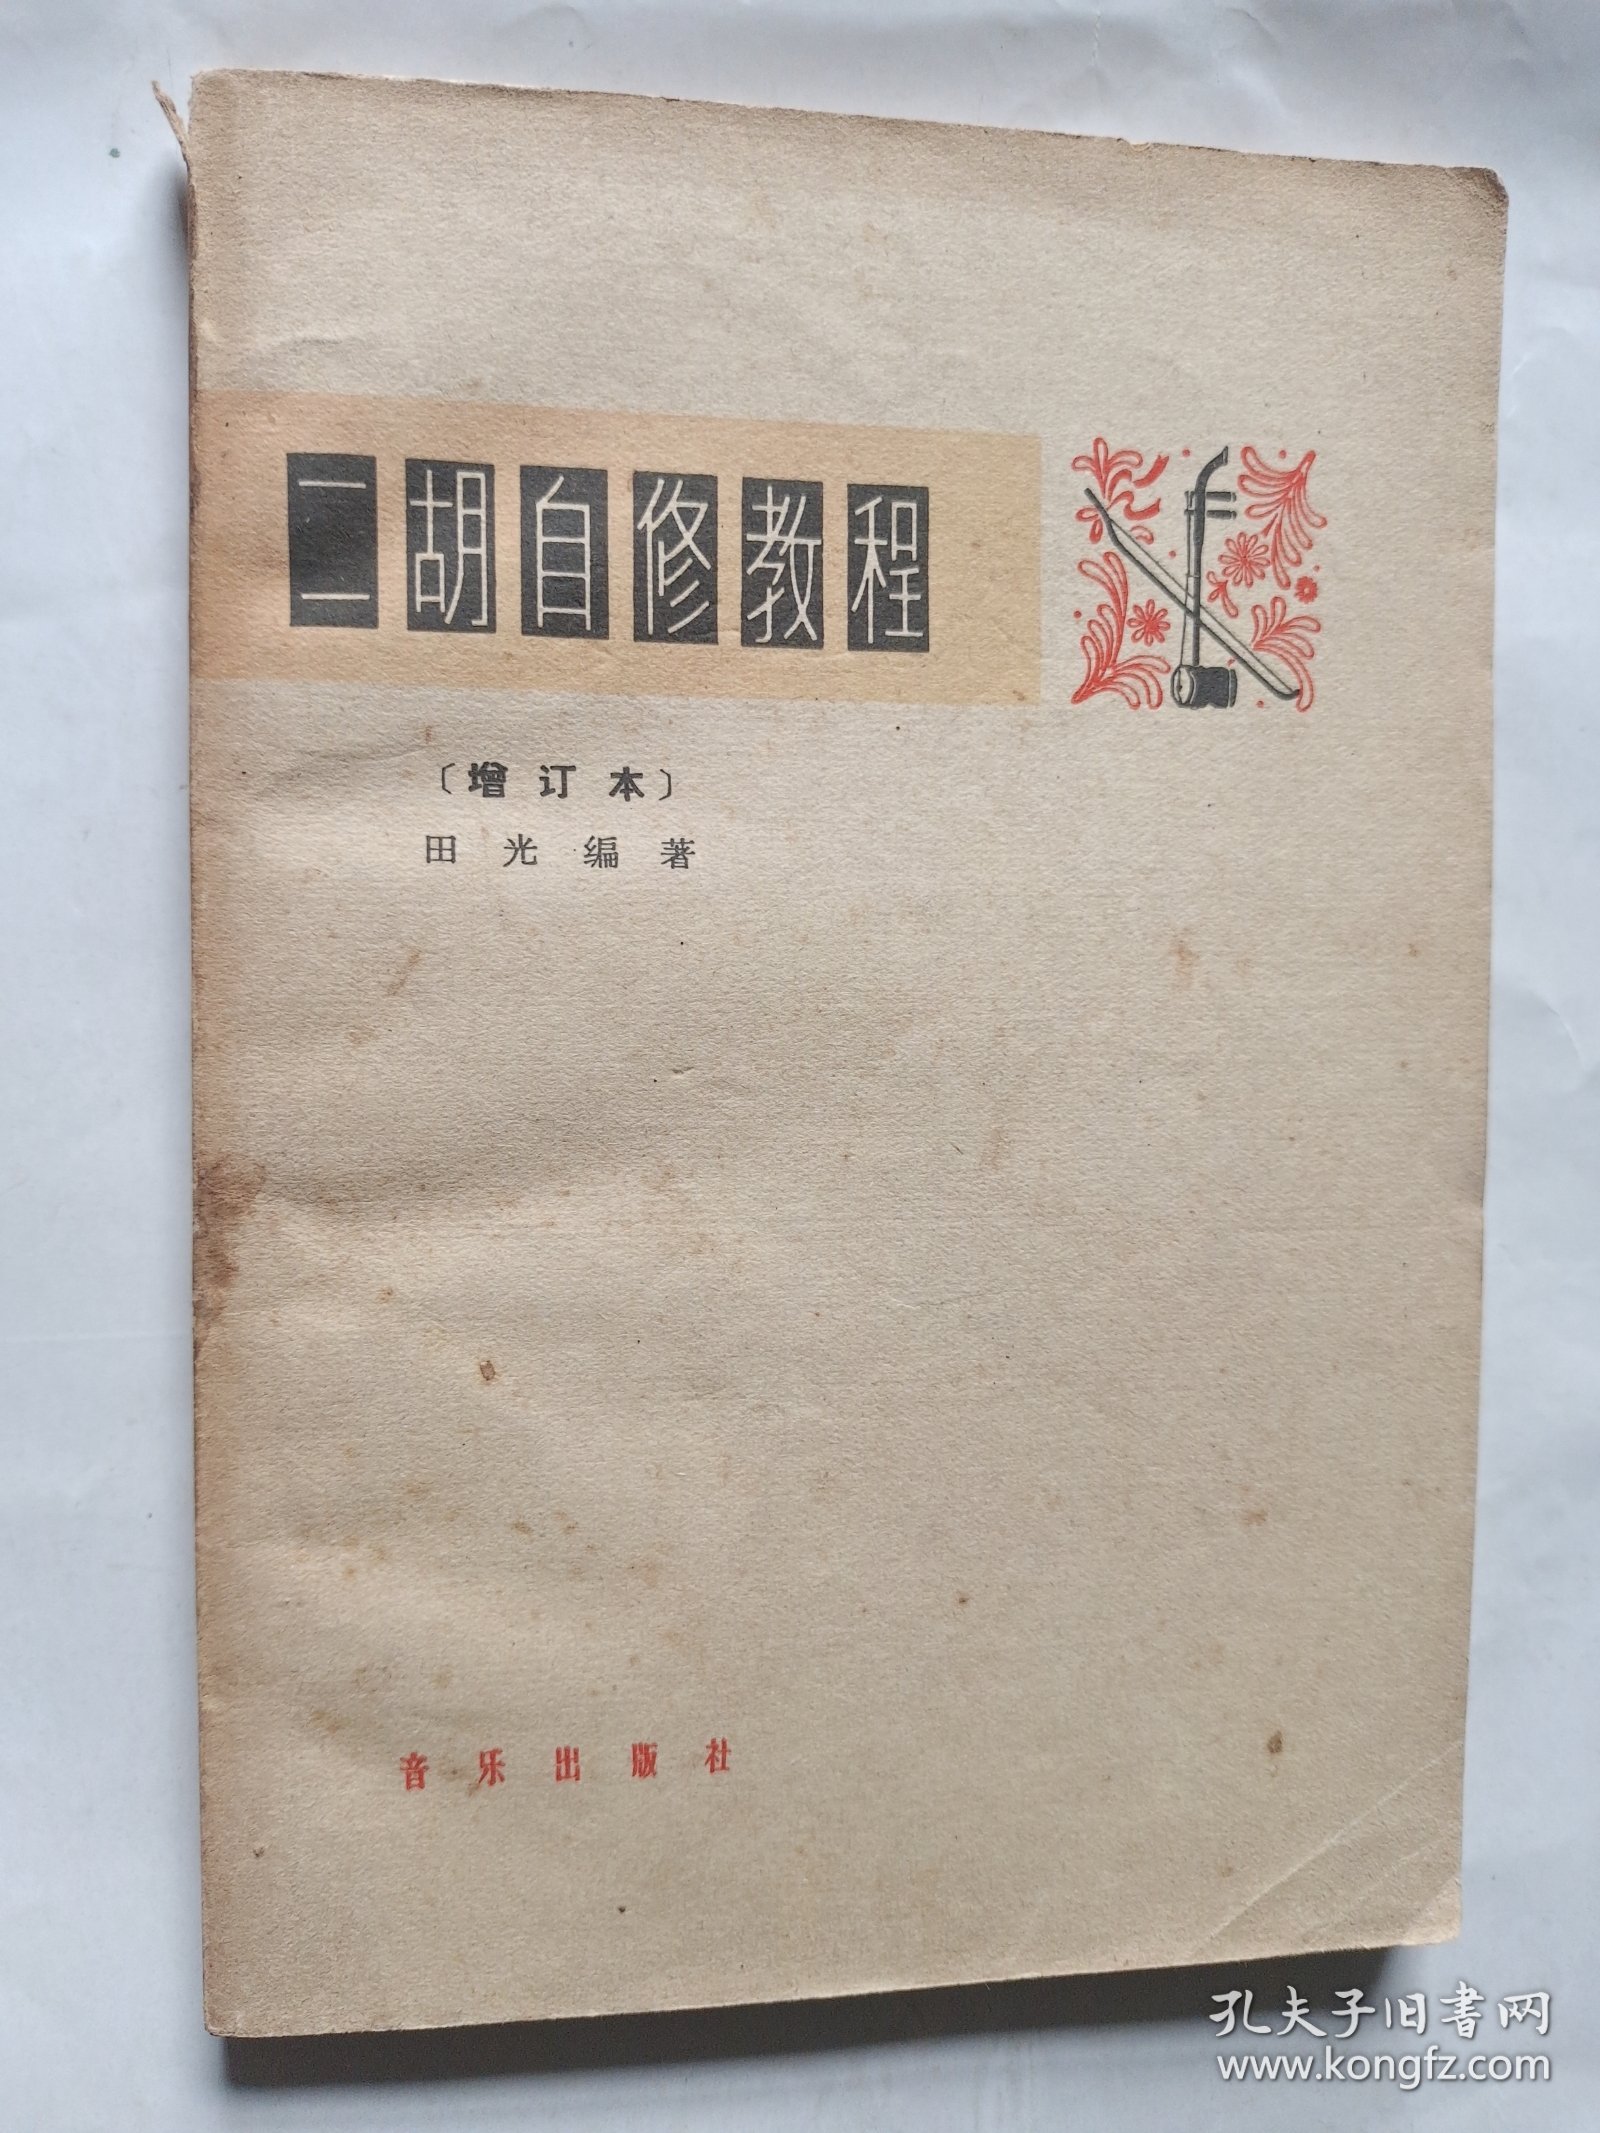 二胡自修教程
〔增订本〕
田光编著
音乐出版社
孔夫子旧书网
www.kongfz.com